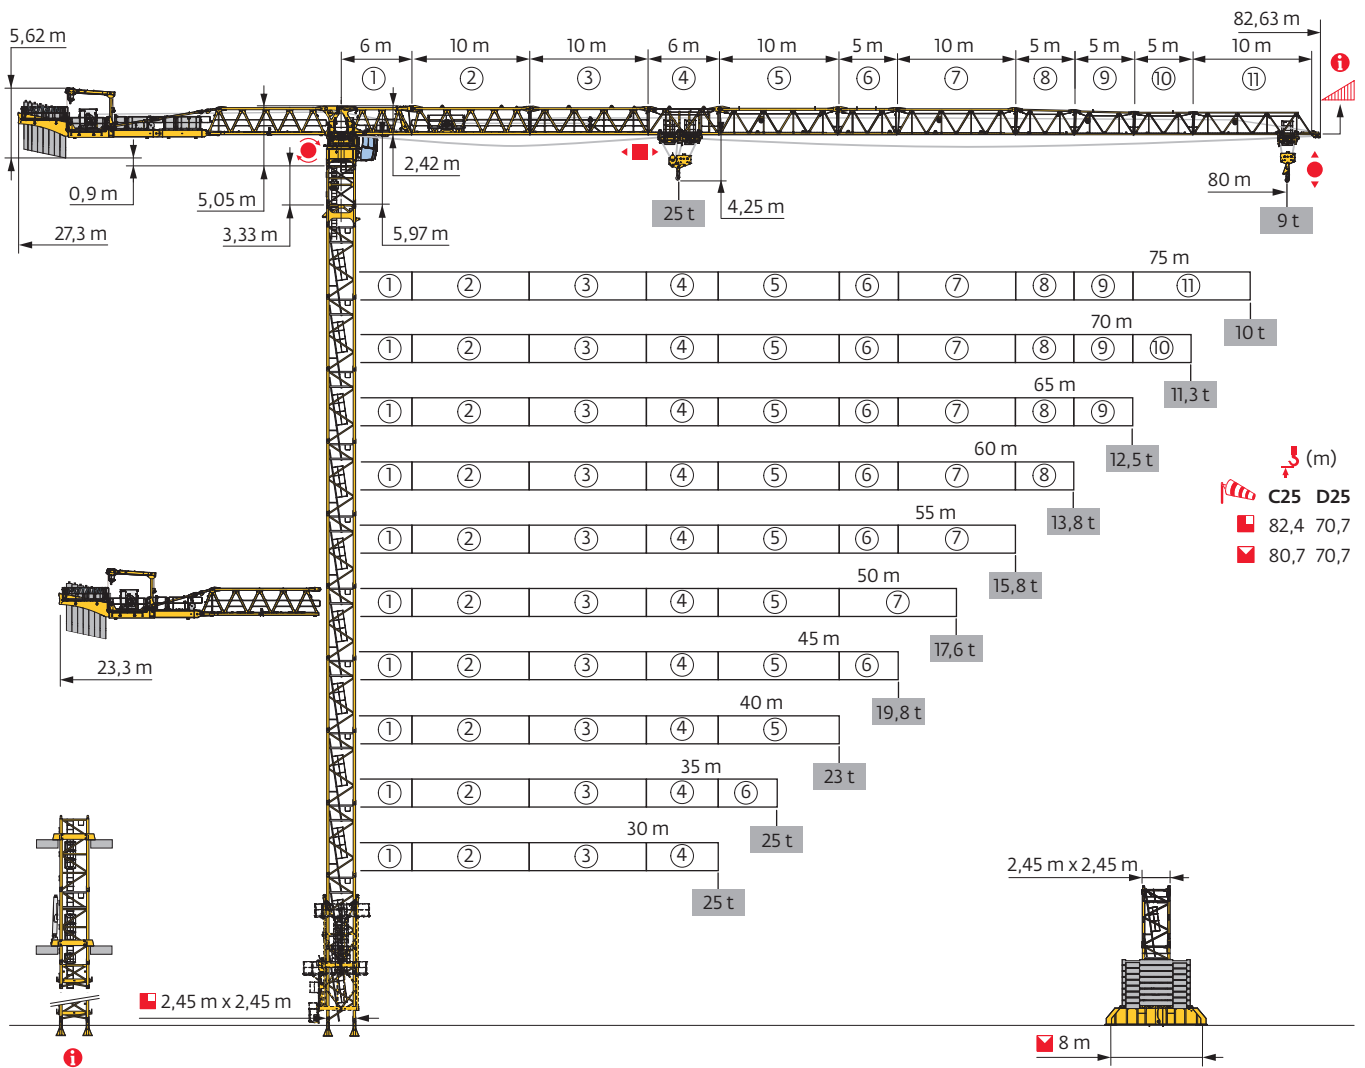 5,62 m
82,63 m
6 m 10 m 10 m 6 m 10 m 5 m 10 m 5 m 5 m 5 m 10 m
1 2 3 4 5 6 7 8 9 10 11
i
2,42 m
0,9 m
5,05 m
80 m
4,25 m
25 t
9 t
27,3 m
3,33 m
5,97 m
75 m
1 2 3 4 5 6 7 8 9 11
10 t
70 m
1 2 3 4 5 6 7 8 9 10
11,3 t
65 m
1 2 3 4 5 6 7 8 9
12,5 t
60 m
1 2 3 4 5 6 7 8
13,8 t
(m)
C25 D25
82,4 70,7
80,7 70,7
55 m
1 2 3 4 5 6 7
15,8 t
50 m
1 2 3 4 5 7
17,6 t
23,3 m
45 m
1 2 3 4 5 6
19,8 t
40 m
1 2 3 4 5
23 t
35 m
1 2 3 4 6
25 t
30 m
1 2 3 4
25 t
2,45 m x 2,45 m
2,45 m x 2,45 m
8 m
i